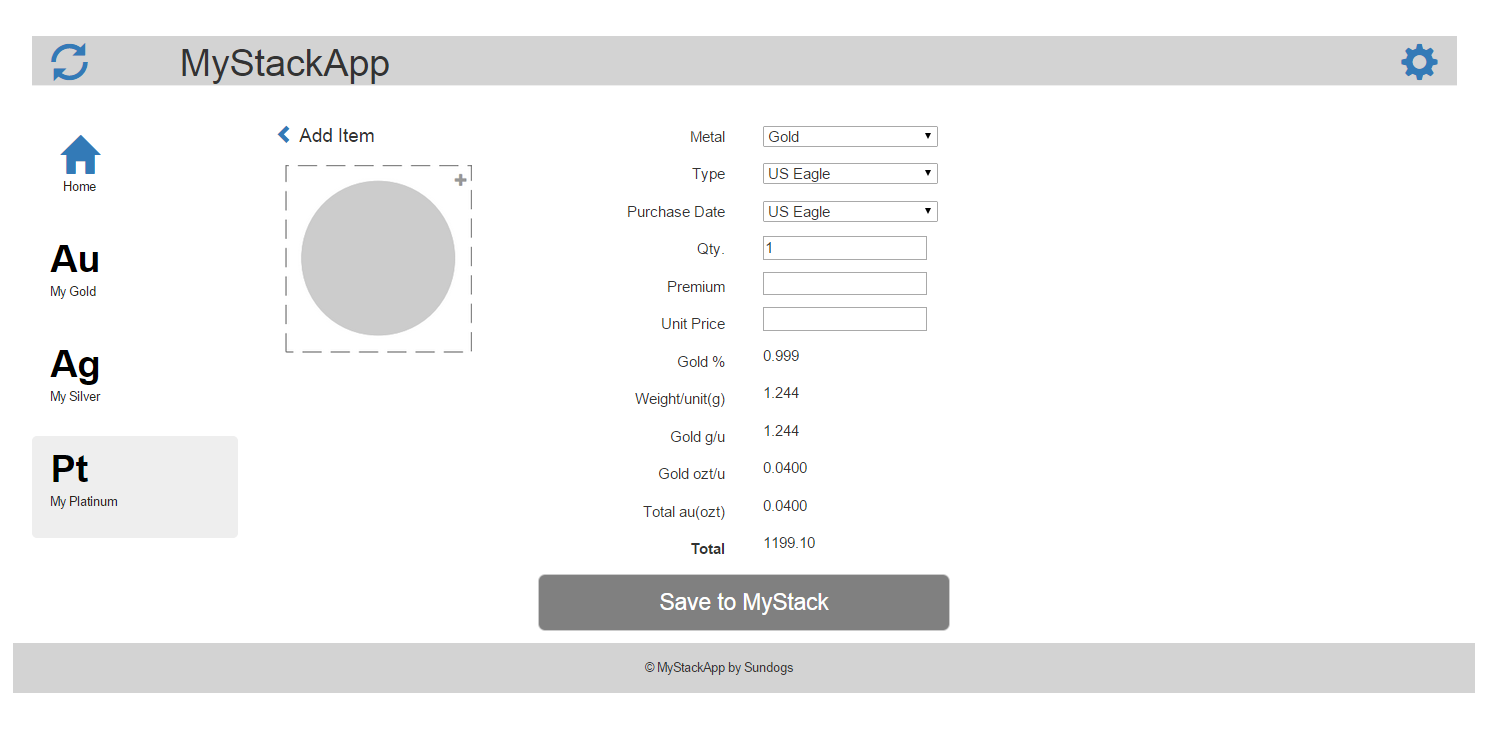 MyStackApp
Home
Au
My Gold
Ag
My Silver
Pt
My Platinum
Add Item
Metal Gold
Type US Eagle
Purchase Date US Eagle
Qty. 1
Premium
Unit Price
Gold % 0.999
Weight/unit(g) 1.244
Gold g/u 1.244
Gold ozt/u 0.0400
Total au(ozt) 0.0400
Total 1199.10
Save to MyStack
© MyStackApp by Sundogs